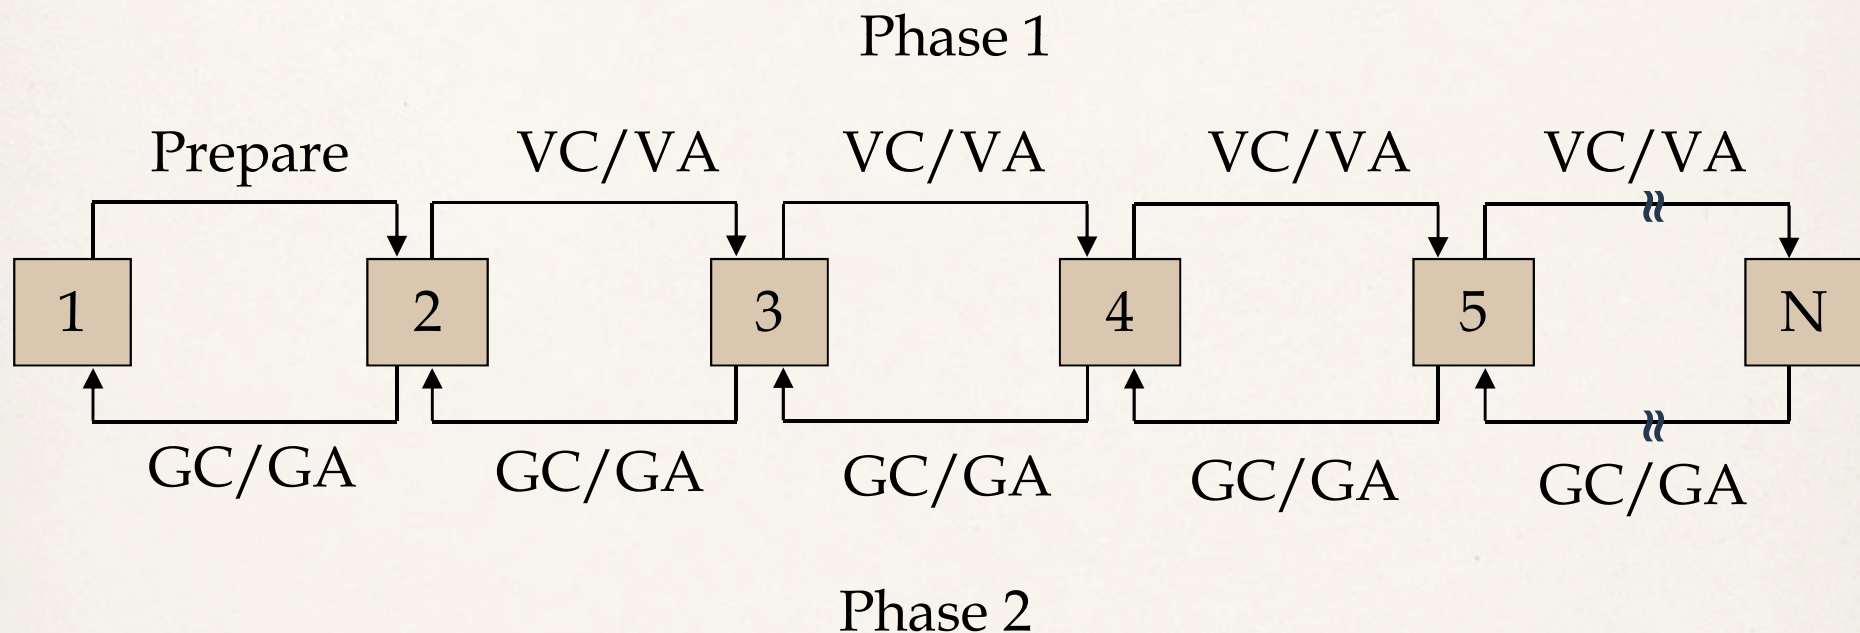 Phase 1
Prepare VC/VA VC/VA VC/VA VC/VA
1 2 3 4 5 N
GC/GA GC/GA GC/GA GC/GA GC/GA
Phase 2